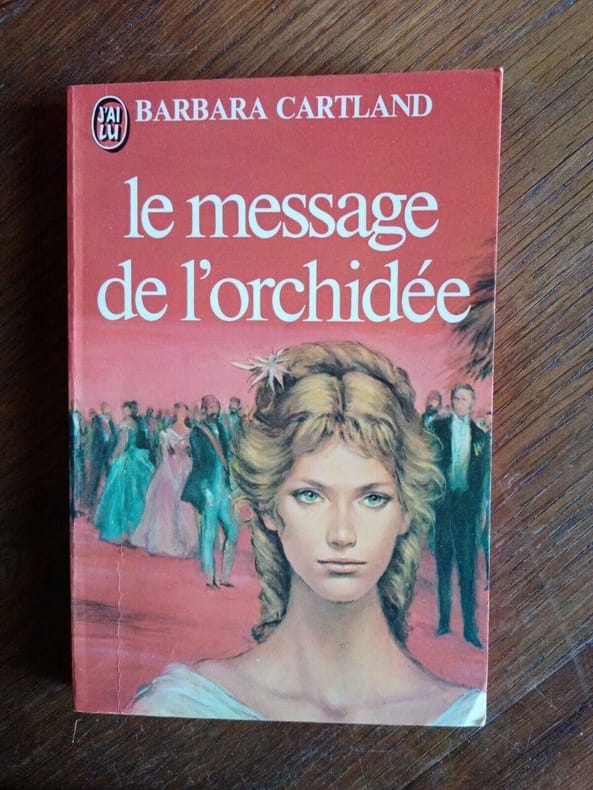 J'AI
LU
BARBARA CARTLAND
le message
de l'orchidée